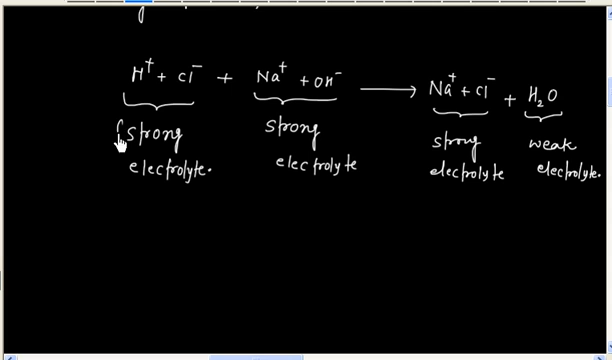 H⁺ + Cl⁻ + Na⁺ + OH⁻ ⟶ Na⁺ + Cl⁻ + H₂O
strong strong strong weak
electrolyte. electrolyte electrolyte electrolyte.